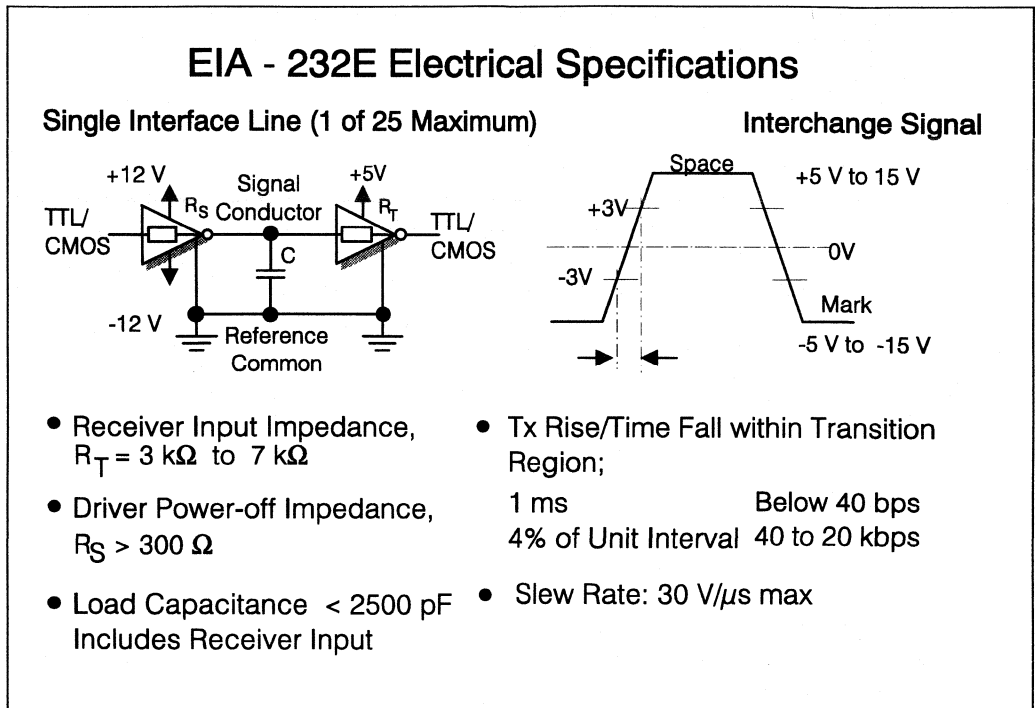 EIA - 232E Electrical Specifications
Single Interface Line (1 of 25 Maximum)
+12 V
TTL/
CMOS
RS
Signal
Conductor
+5V
RT
TTL/
CMOS
C
-12 V
Reference
Common
Interchange Signal
Space
+5 V to 15 V
+3V
0V
-3V
Mark
-5 V to -15 V
• Receiver Input Impedance,
RT = 3 kΩ to 7 kΩ
• Driver Power-off Impedance,
RS > 300 Ω
• Load Capacitance < 2500 pF
Includes Receiver Input
• Tx Rise/Time Fall within Transition
Region;
1 ms Below 40 bps
4% of Unit Interval 40 to 20 kbps
• Slew Rate: 30 V/μs max